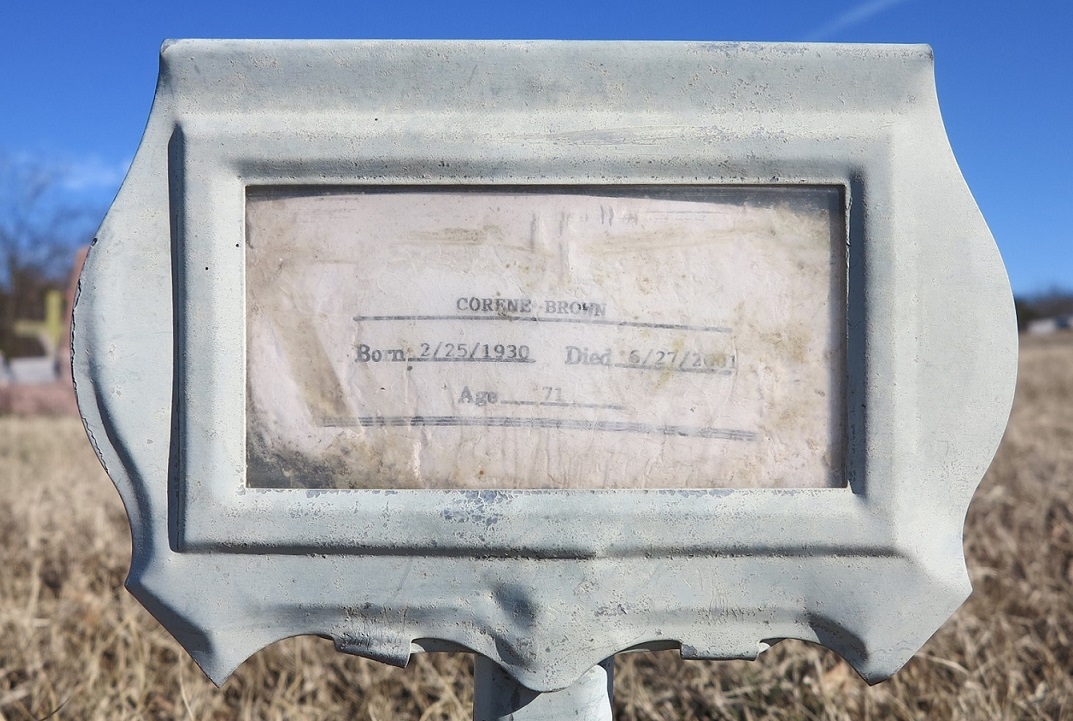 CORENE BROWN
Born 2/25/1930 Died 6/27/2001
Age 71